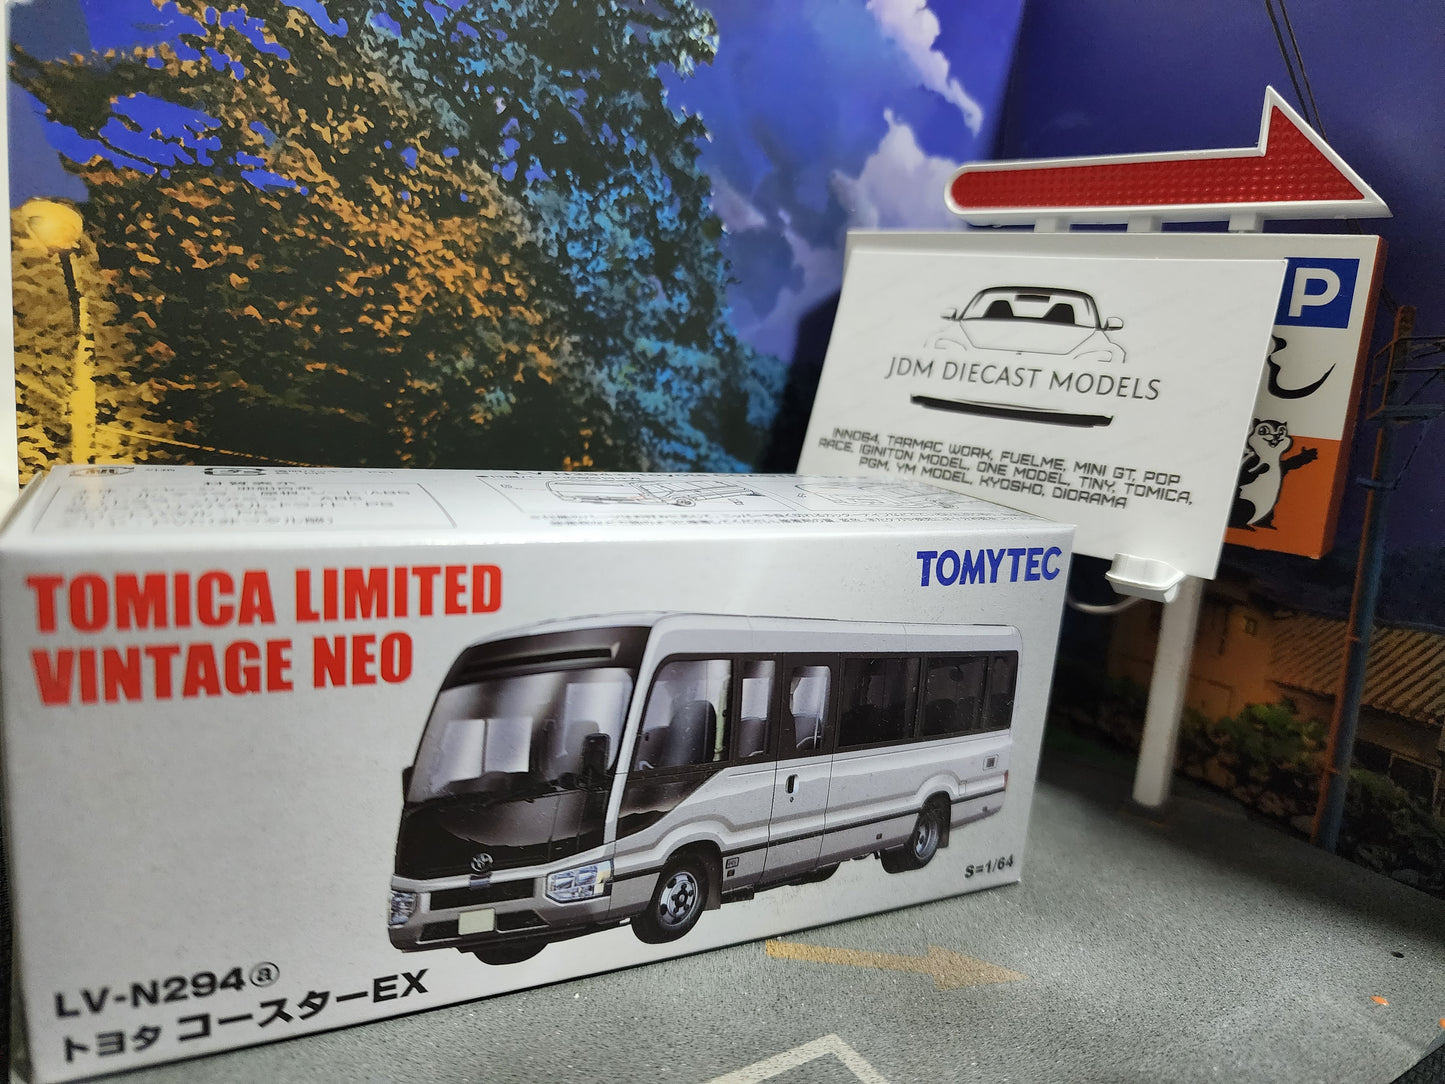 P
JDM DIECAST MODELS
INNO64, TARMAC WORK, FUELME, MINI GT, POP
RACE, IGINITON MODEL, ONE MODEL, TINY, TOMICA,
PGM, YM MODEL, KYOSHO, DIORAMA
TOMICA LIMITED
VINTAGE NEO
TOMYTEC
S=1/64
LV-N294ⓐ
トヨタ コースターEX